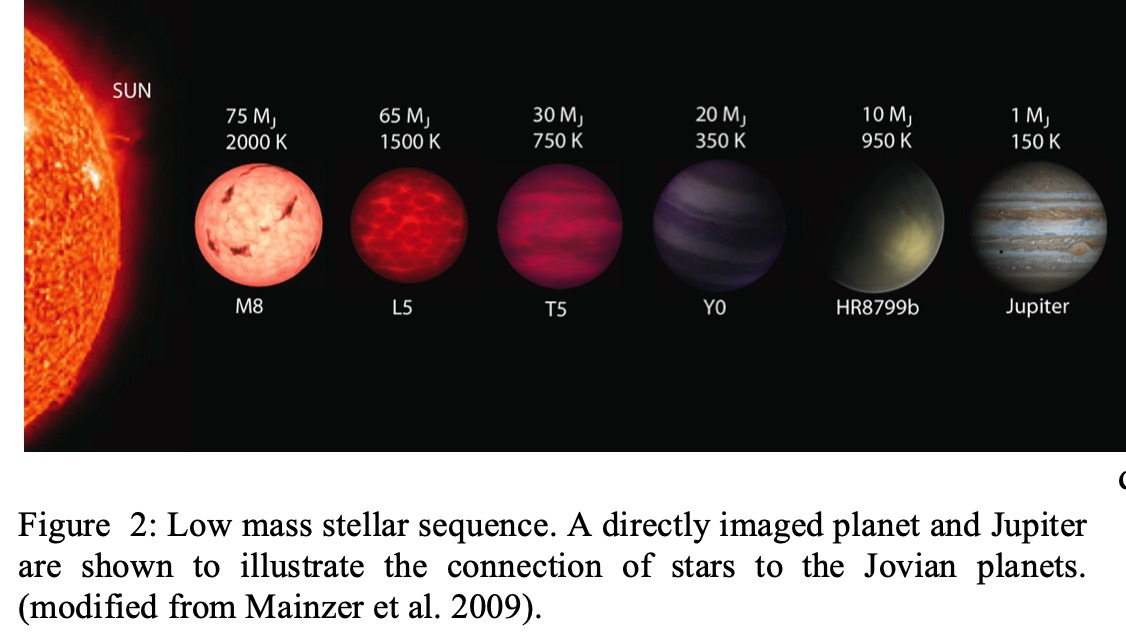 SUN
75 MJ
2000 K
M8
65 MJ
1500 K
L5
30 MJ
750 K
T5
20 MJ
350 K
Y0
10 MJ
950 K
HR8799b
1 MJ
150 K
Jupiter
Figure 2: Low mass stellar sequence. A directly imaged planet and Jupiter
are shown to illustrate the connection of stars to the Jovian planets.
(modified from Mainzer et al. 2009).